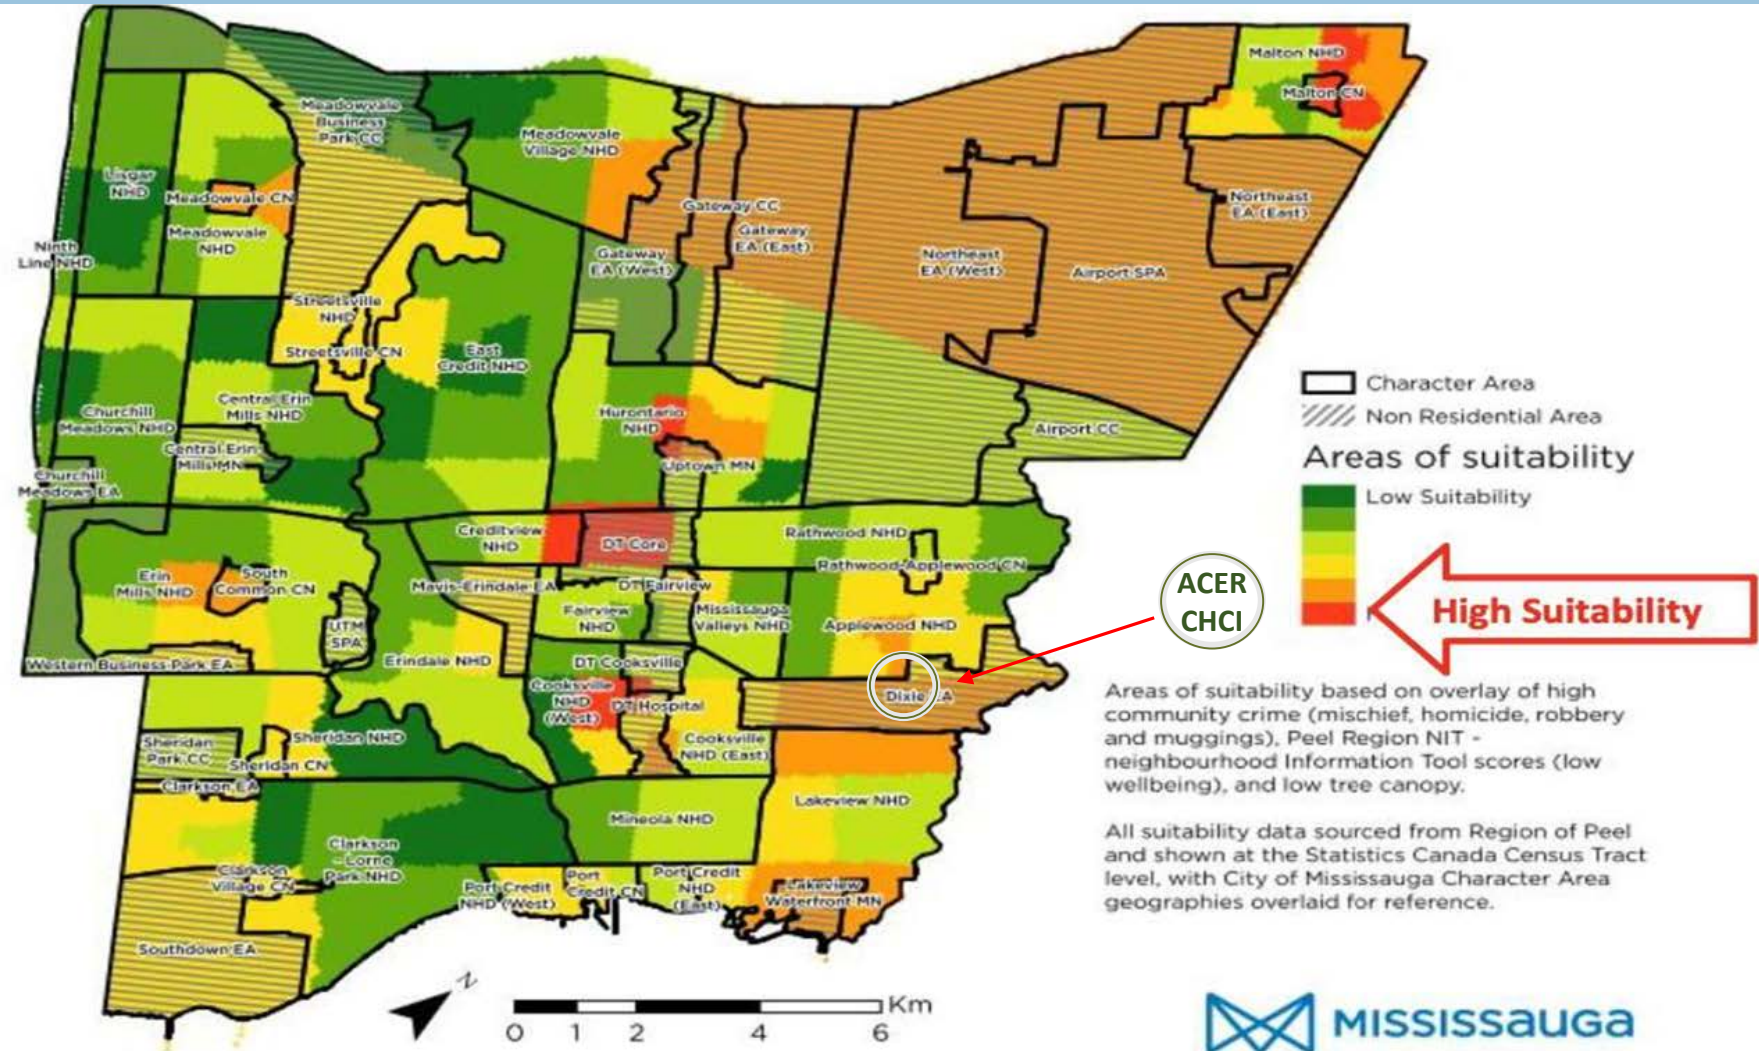 Malton NHD
Malton CN
Meadowvale
Business
Park CC
Meadowvale
Village NHD
Lisgar
NHD
Meadowvale CN
Meadowvale
NHD
Ninth
Line NHD
Gateway CC
Gateway
EA (East)
Gateway
EA (West)
Northeast
EA (West)
Airport SPA
Northeast
EA (East)
Streetsville
NHD
Streetsville CN
East
Credit NHD
Central Erin
Mills NHD
Churchill
Meadows NHD
Central Erin
Mills MN
Churchill
Meadows EA
Hurontario
NHD
Uptown MN
Airport CC
Creditview
NHD
DT Core
Rathwood NHD
Rathwood-Applewood CN
Erin
Mills NHD
South
Common CN
Mavis-Erindale EA
DT Fairview
Fairview
NHD
Mississauga
Valleys NHD
Applewood NHD
UTM
SPA
Western Business Park EA
Erindale NHD
DT Cooksville
Cooksville
NHD
(West)
DT Hospital
Dixie EA
Sheridan
Park CC
Sheridan NHD
Sheridan CN
Cooksville
NHD (East)
Clarkson EA
Lakeview NHD
Mineola NHD
Clarkson
- Lorne
Park NHD
Clarkson
Village CN
Port Credit
NHD (West)
Port
Credit CN
Port Credit
NHD
(East)
Lakeview
Waterfront MN
Southdown EA
N
0 1 2 4 6
Km
ACER
CHCI
Character Area
Non Residential Area
Areas of suitability
Low Suitability
High Suitability
Areas of suitability based on overlay of high
community crime (mischief, homicide, robbery
and muggings), Peel Region NIT -
neighbourhood Information Tool scores (low
wellbeing), and low tree canopy.
All suitability data sourced from Region of Peel
and shown at the Statistics Canada Census Tract
level, with City of Mississauga Character Area
geographies overlaid for reference.
MISSISSauGa